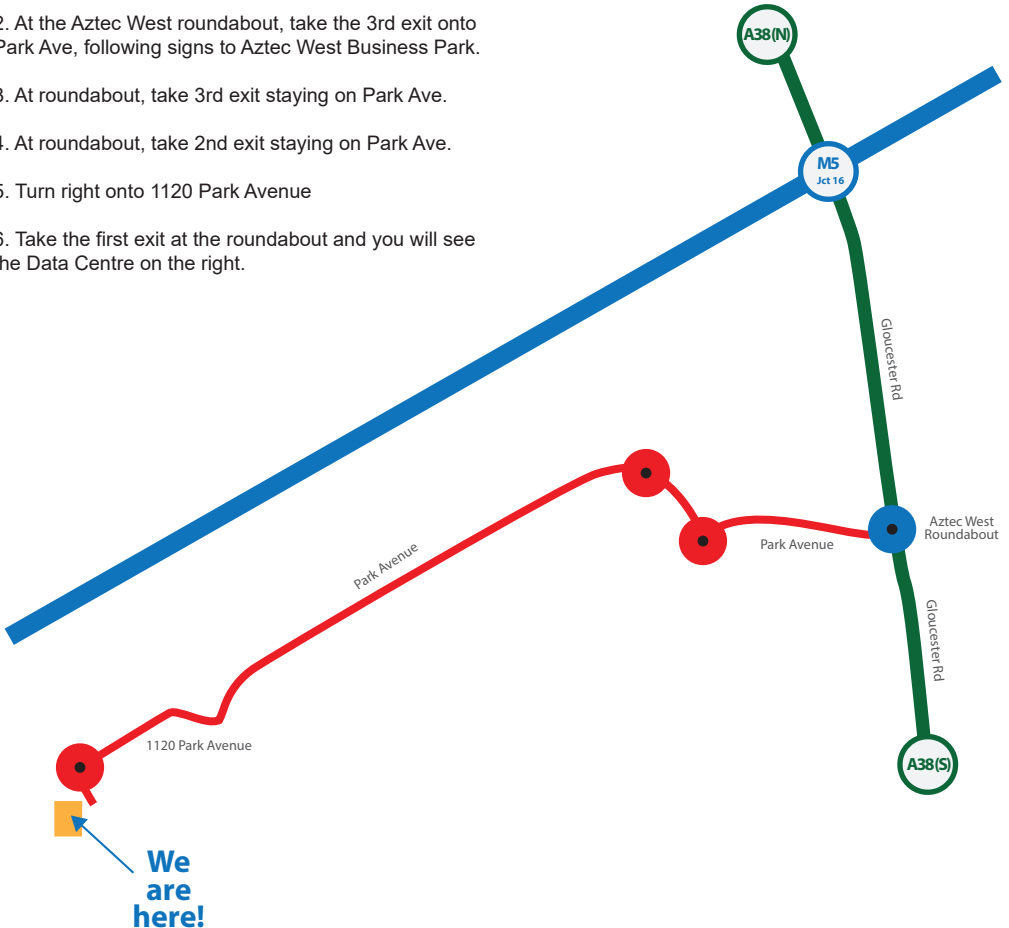 2. At the Aztec West roundabout, take the 3rd exit onto
Park Ave, following signs to Aztec West Business Park.
3. At roundabout, take 3rd exit staying on Park Ave.
4. At roundabout, take 2nd exit staying on Park Ave.
5. Turn right onto 1120 Park Avenue
6. Take the first exit at the roundabout and you will see
the Data Centre on the right.
A38(N)
M5
Jct 16
Gloucester Rd
Aztec West
Roundabout
Park Avenue
Park Avenue
Gloucester Rd
1120 Park Avenue
A38(S)
We
are
here!